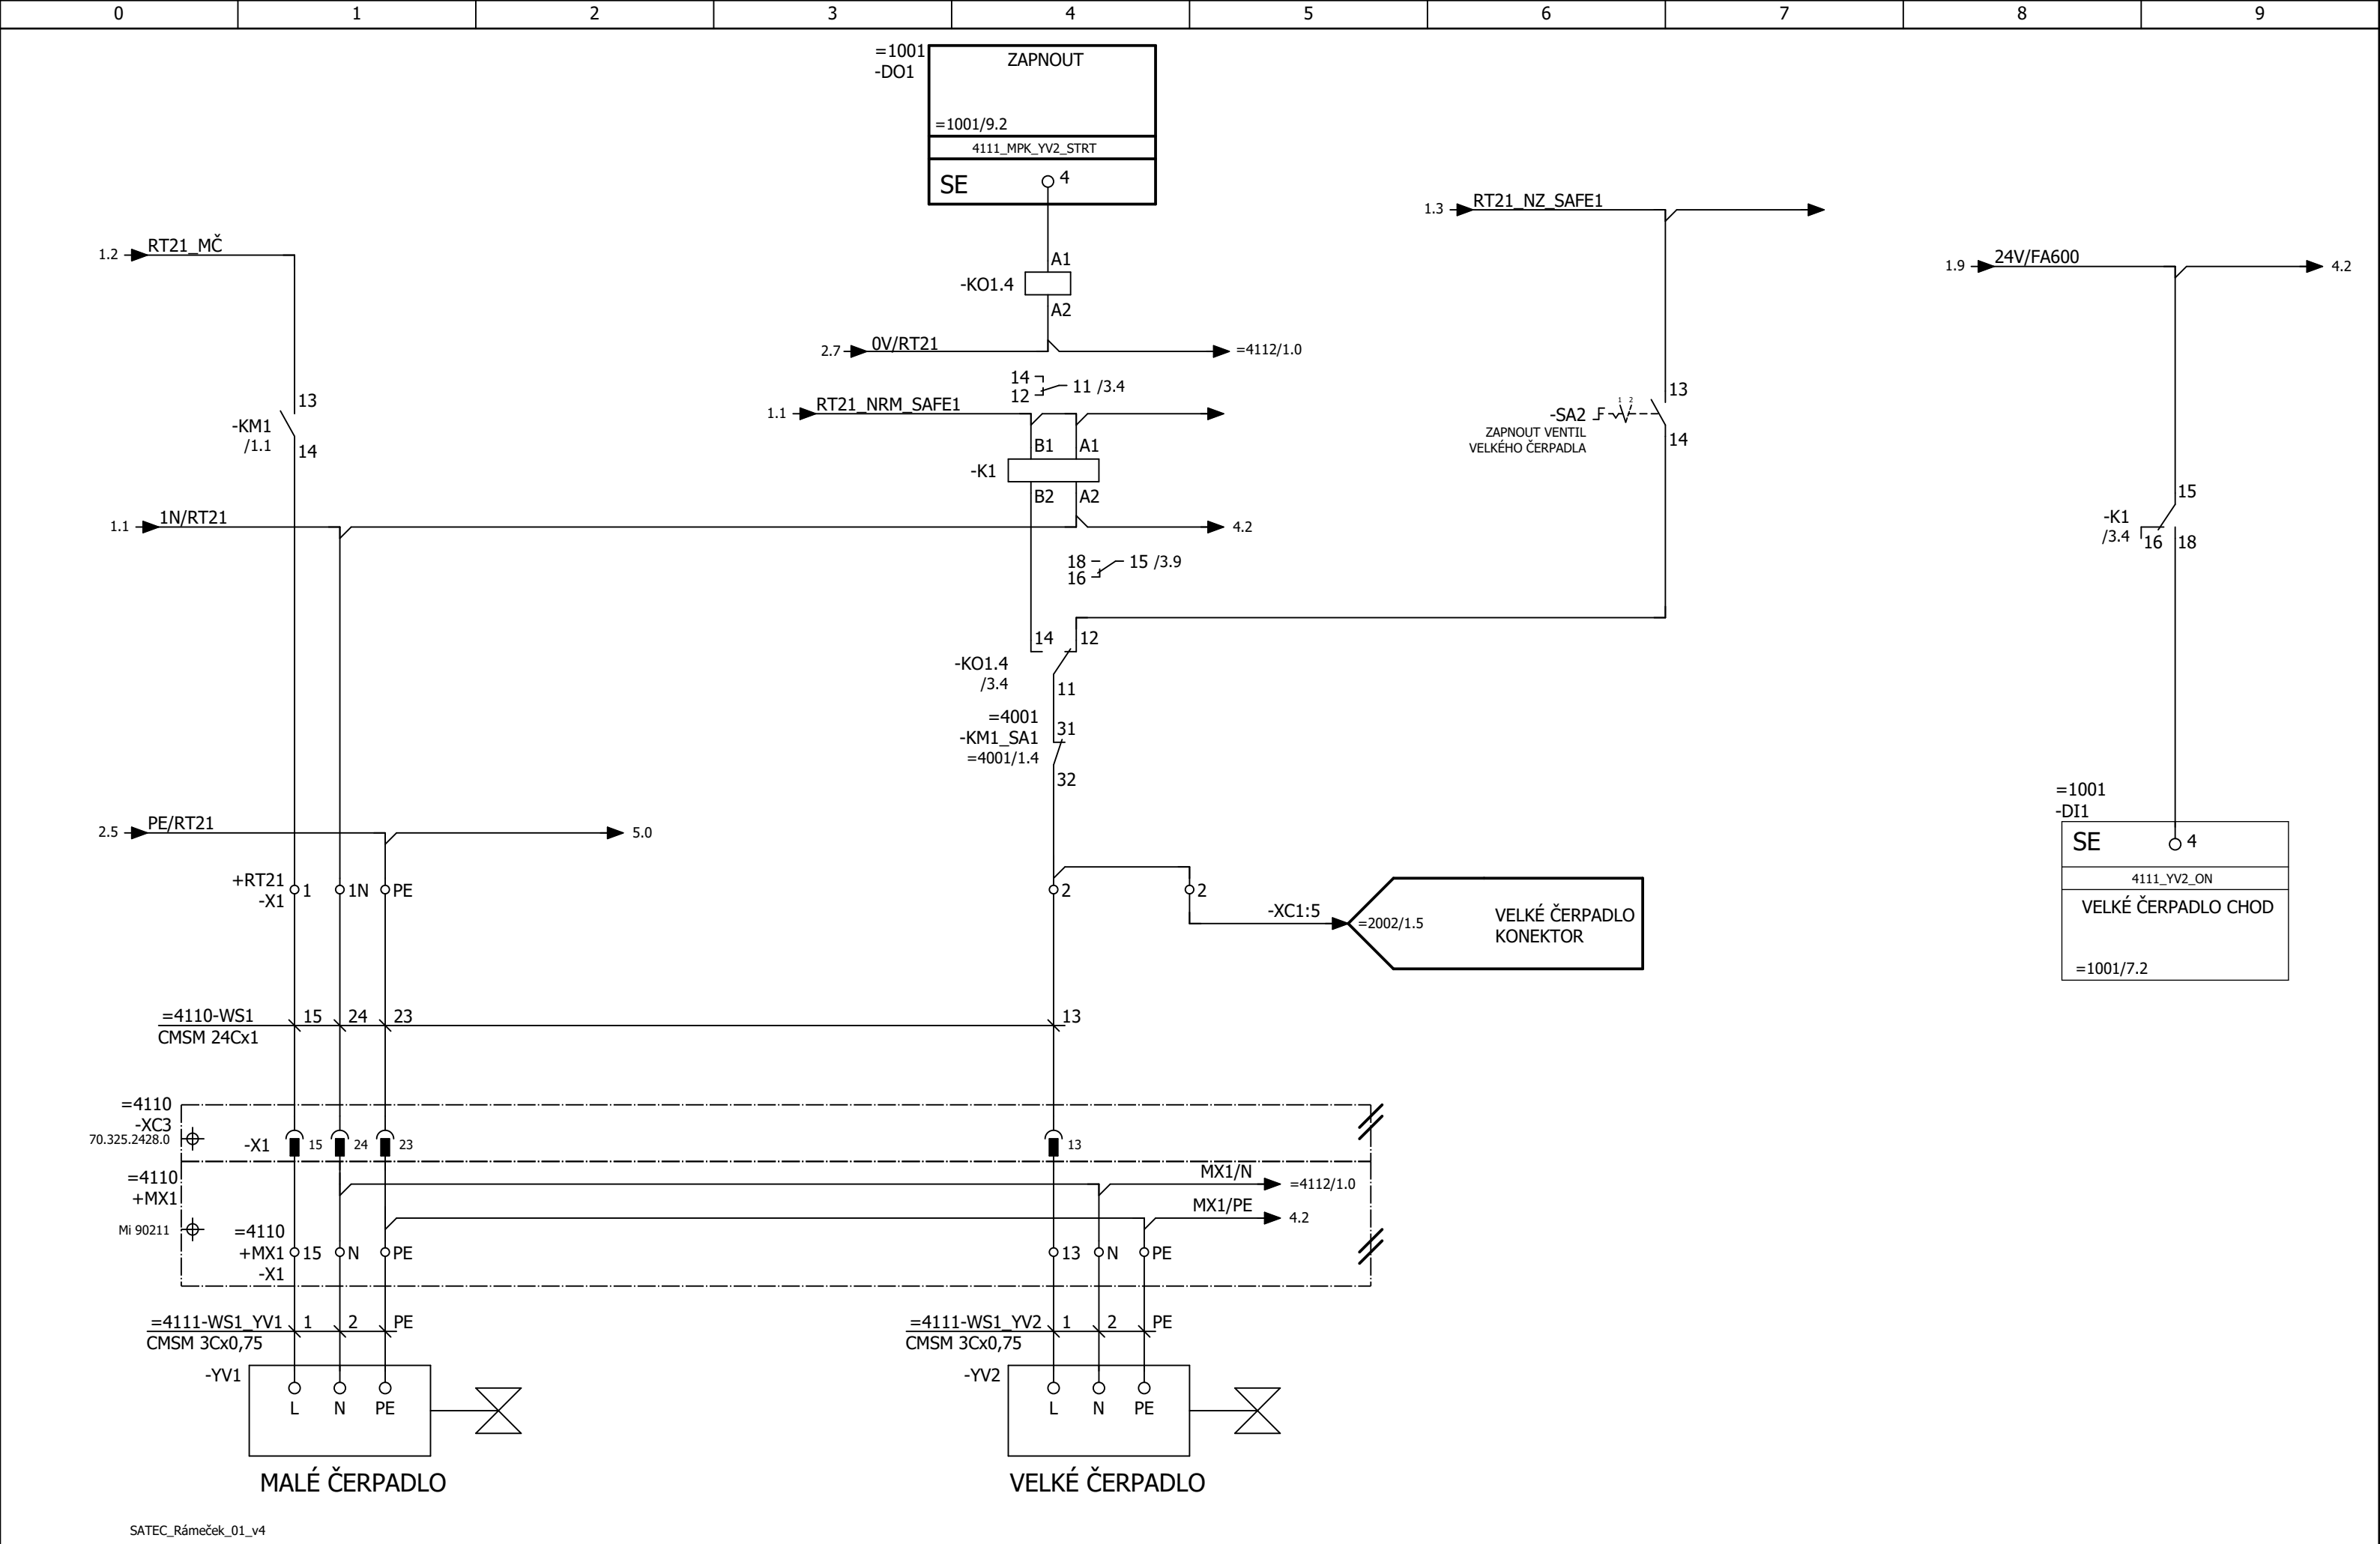 0 1 2 3 4 5 6 7 8 9
=1001
-DO1
ZAPNOUT
=1001/9.2
4111_MPK_YV2_STRT
SE 4
1.3 RT21_NZ_SAFE1
1.2 RT21_MČ
1.9 24V/FA600 4.2
A1
-KO1.4
A2
2.7 0V/RT21 =4112/1.0
14
12 11 /3.4
1.1 RT21_NRM_SAFE1
13
-KM1
/1.1
14
13
1 2
-SA2
ZAPNOUT VENTIL
VELKÉHO ČERPADLA
14
B1 A1
-K1
B2 A2
1.1 1N/RT21 4.2
15
-K1
/3.4
16 18
18
16 15 /3.9
14 12
-KO1.4
/3.4
11
=4001
-KM1_SA1
=4001/1.4
31
32
2.5 PE/RT21 5.0
=1001
-DI1
SE 4
4111_YV2_ON
VELKÉ ČERPADLO CHOD
=1001/7.2
+RT21
-X1
1 1N PE 2 2
-XC1:5
=2002/1.5
VELKÉ ČERPADLO
KONEKTOR
=4110-WS1 15 24 23 13
CMSM 24Cx1
=4110
-XC3
70.325.2428.0
-X1 15 24 23 13
=4110
+MX1
MX1/N =4112/1.0
MX1/PE 4.2
Mi 90211
=4110
+MX1
-X1
15 N PE 13 N PE
=4111-WS1_YV1 1 2 PE
CMSM 3Cx0,75
=4111-WS1_YV2 1 2 PE
CMSM 3Cx0,75
-YV1
L N PE
-YV2
L N PE
MALÉ ČERPADLO
VELKÉ ČERPADLO
SATEC_Rámeček_01_v4